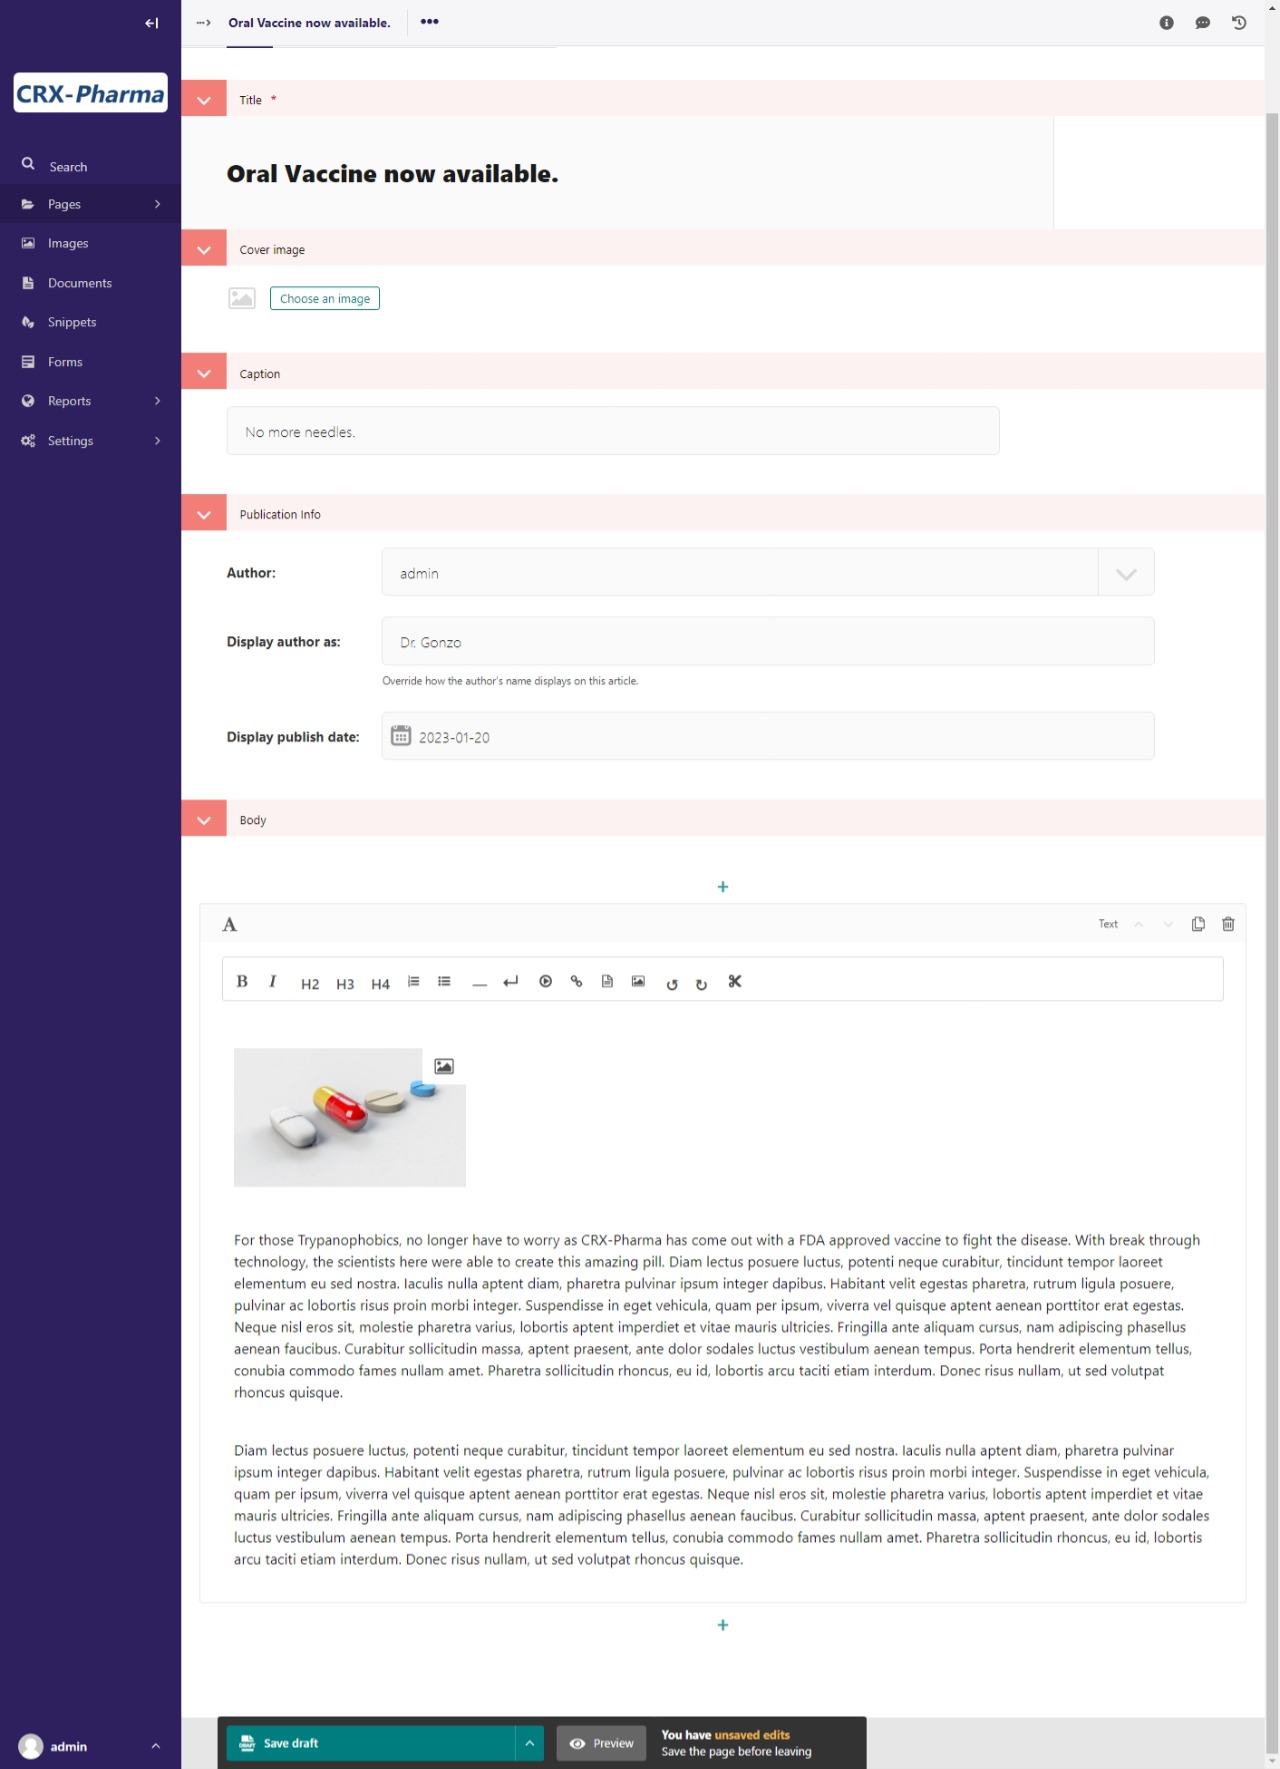 Oral Vaccine now available.
CRX-Pharma
Search
Pages
Images
Documents
Snippets
Forms
Reports
Settings
Title *
Oral Vaccine now available.
Cover image
Choose an image
Caption
No more needles.
Publication Info
Author:
admin
Display author as:
Dr. Gonzo
Override how the author's name displays on this article.
Display publish date:
2023-01-20
Body
A
Text
B I H2 H3 H4
For those Trypanophobics, no longer have to worry as CRX-Pharma has come out with a FDA approved vaccine to fight the disease. With break through
technology, the scientists here were able to create this amazing pill. Diam lectus posuere luctus, potenti neque curabitur, tincidunt tempor laoreet
elementum eu sed nostra. Iaculis nulla aptent diam, pharetra pulvinar ipsum integer dapibus. Habitant velit egestas pharetra, rutrum ligula posuere,
pulvinar ac lobortis risus proin morbi integer. Suspendisse in eget vehicula, quam per ipsum, viverra vel quisque aptent aenean porttitor erat egestas.
Neque nisl eros sit, molestie pharetra varius, lobortis aptent imperdiet et vitae mauris ultricies. Fringilla ante aliquam cursus, nam adipiscing phasellus
aenean faucibus. Curabitur sollicitudin massa, aptent praesent, ante dolor sodales luctus vestibulum aenean tempus. Porta hendrerit elementum tellus,
conubia commodo fames nullam amet. Pharetra sollicitudin rhoncus, eu id, lobortis arcu taciti etiam interdum. Donec risus nullam, ut sed volutpat
rhoncus quisque.
Diam lectus posuere luctus, potenti neque curabitur, tincidunt tempor laoreet elementum eu sed nostra. Iaculis nulla aptent diam, pharetra pulvinar
ipsum integer dapibus. Habitant velit egestas pharetra, rutrum ligula posuere, pulvinar ac lobortis risus proin morbi integer. Suspendisse in eget vehicula,
quam per ipsum, viverra vel quisque aptent aenean porttitor erat egestas. Neque nisl eros sit, molestie pharetra varius, lobortis aptent imperdiet et vitae
mauris ultricies. Fringilla ante aliquam cursus, nam adipiscing phasellus aenean faucibus. Curabitur sollicitudin massa, aptent praesent, ante dolor sodales
luctus vestibulum aenean tempus. Porta hendrerit elementum tellus, conubia commodo fames nullam amet. Pharetra sollicitudin rhoncus, eu id, lobortis
arcu taciti etiam interdum. Donec risus nullam, ut sed volutpat rhoncus quisque.
admin
DRAFT
Save draft
Preview
You have unsaved edits
Save the page before leaving